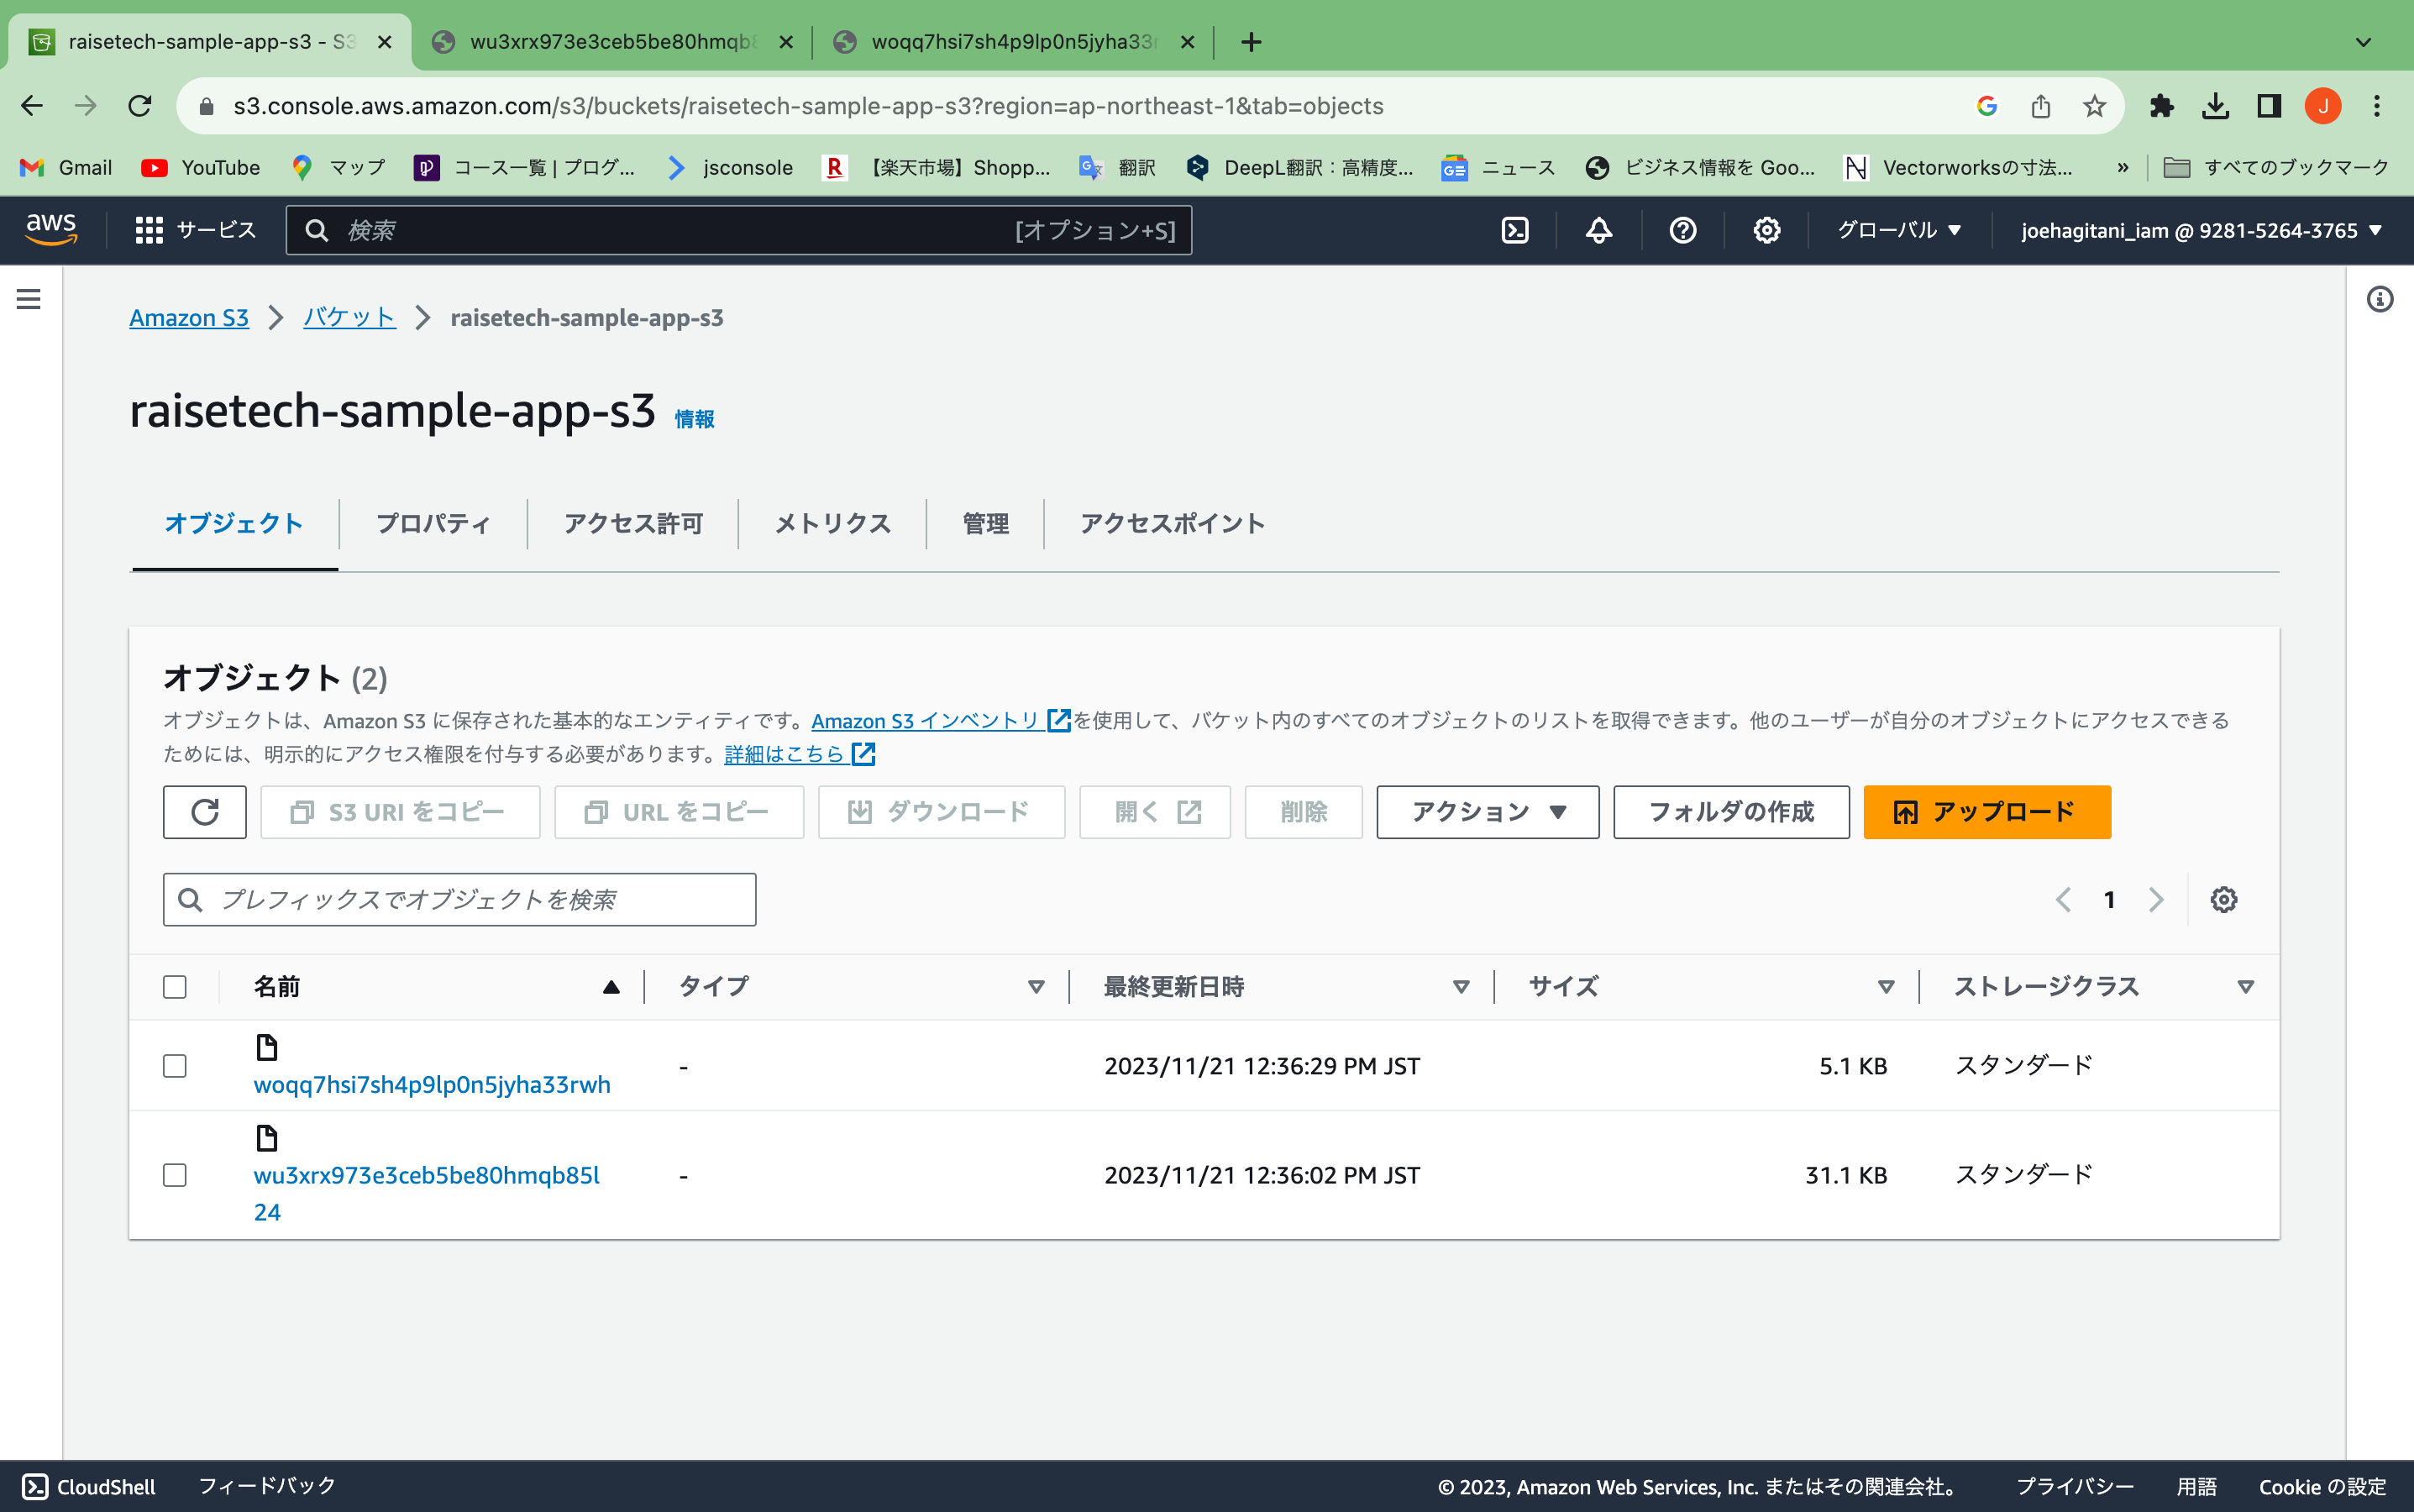 raisetech-sample-app-s3 - S3
wu3xrx973e3ceb5be80hmqb8
woqq7hsi7sh4p9lp0n5jyha33r
s3.console.aws.amazon.com/s3/buckets/raisetech-sample-app-s3?region=ap-northeast-1&tab=objects
J
Gmail
YouTube
マップ
コース一覧 | プログ...
jsconsole
【楽天市場】Shopp...
翻訳
DeepL翻訳：高精度...
ニュース
ビジネス情報を Goo...
Vectorworksの寸法...
»
すべてのブックマーク
aws
サービス
検索
[オプション+S]
グローバル
joehagitani_iam @ 9281-5264-3765
Amazon S3
バケット
raisetech-sample-app-s3
raisetech-sample-app-s3 情報
オブジェクト
プロパティ
アクセス許可
メトリクス
管理
アクセスポイント
オブジェクト (2)
オブジェクトは、Amazon S3 に保存された基本的なエンティティです。Amazon S3 インベントリ を使用して、バケット内のすべてのオブジェクトのリストを取得できます。他のユーザーが自分のオブジェクトにアクセスできる
ためには、明示的にアクセス権限を付与する必要があります。詳細はこちら
S3 URI をコピー
URL をコピー
ダウンロード
開く
削除
アクション
フォルダの作成
アップロード
プレフィックスでオブジェクトを検索
1
名前
タイプ
最終更新日時
サイズ
ストレージクラス
woqq7hsi7sh4p9lp0n5jyha33rwh
-
2023/11/21 12:36:29 PM JST
5.1 KB
スタンダード
wu3xrx973e3ceb5be80hmqb85l
24
-
2023/11/21 12:36:02 PM JST
31.1 KB
スタンダード
CloudShell
フィードバック
© 2023, Amazon Web Services, Inc. またはその関連会社。
プライバシー
用語
Cookie の設定